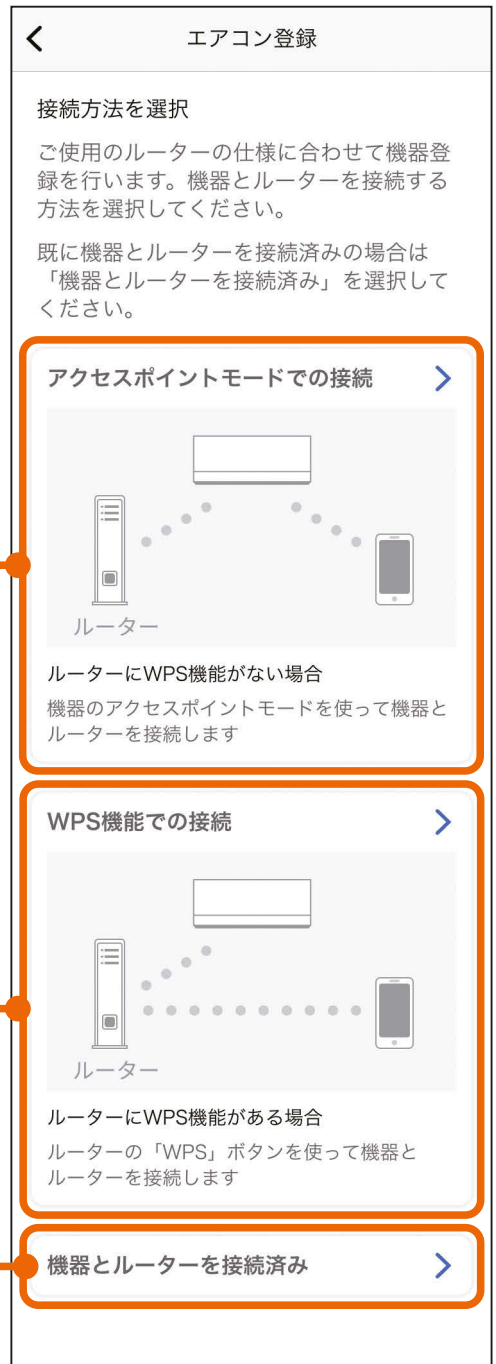 エアコン登録
接続方法を選択
ご使用のルーターの仕様に合わせて機器登
録を行います。機器とルーターを接続する
方法を選択してください。
既に機器とルーターを接続済みの場合は
「機器とルーターを接続済み」を選択して
ください。
アクセスポイントモードでの接続
ルーター
ルーターにWPS機能がない場合
機器のアクセスポイントモードを使って機器と
ルーターを接続します
WPS機能での接続
ルーター
ルーターにWPS機能がある場合
ルーターの「WPS」ボタンを使って機器と
ルーターを接続します
機器とルーターを接続済み